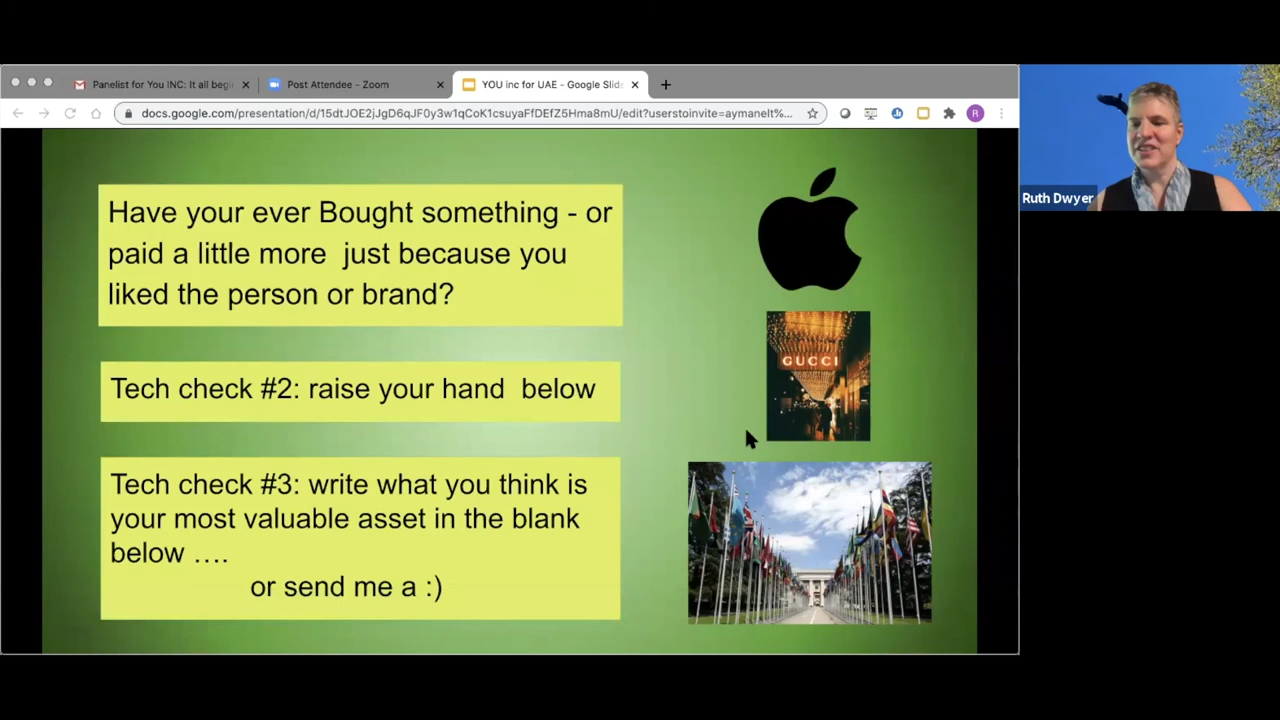 Panelist for You INC: It all begi
Post Attendee - Zoom
YOU inc for UAE - Google Slide
docs.google.com/presentation/d/15dtJOE2jJgD6qJF0y3w1qCoK1csuyaFfDEfZ5Hma8mU/edit?userstoinvite=aymanelt%...
R
Ruth Dwyer
Have your ever Bought something - or
paid a little more just because you
liked the person or brand?
GUCCI
Tech check #2: raise your hand below
Tech check #3: write what you think is
your most valuable asset in the blank
below ....
or send me a :)